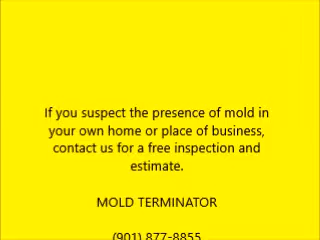 If you suspect the presence of mold in
your own home or place of business,
contact us for a free inspection and
estimate.
MOLD TERMINATOR
(901) 877-8855